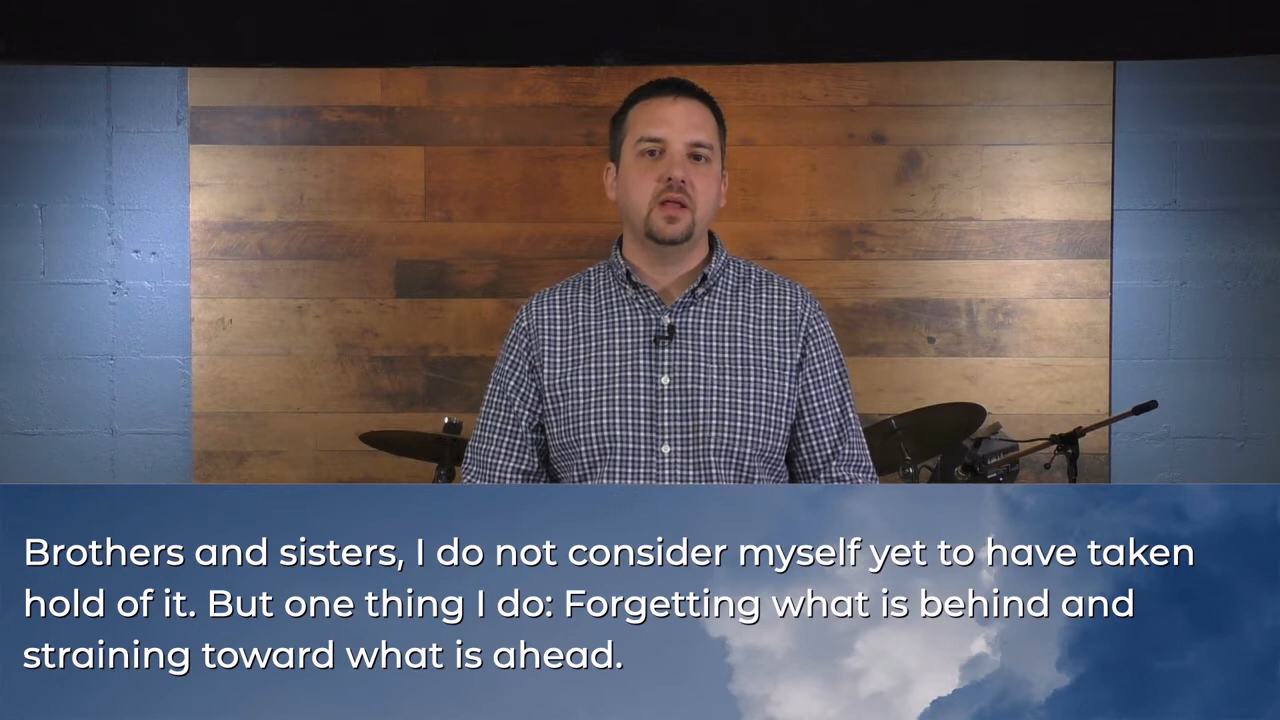 Brothers and sisters, I do not consider myself yet to have taken
hold of it. But one thing I do: Forgetting what is behind and
straining toward what is ahead.